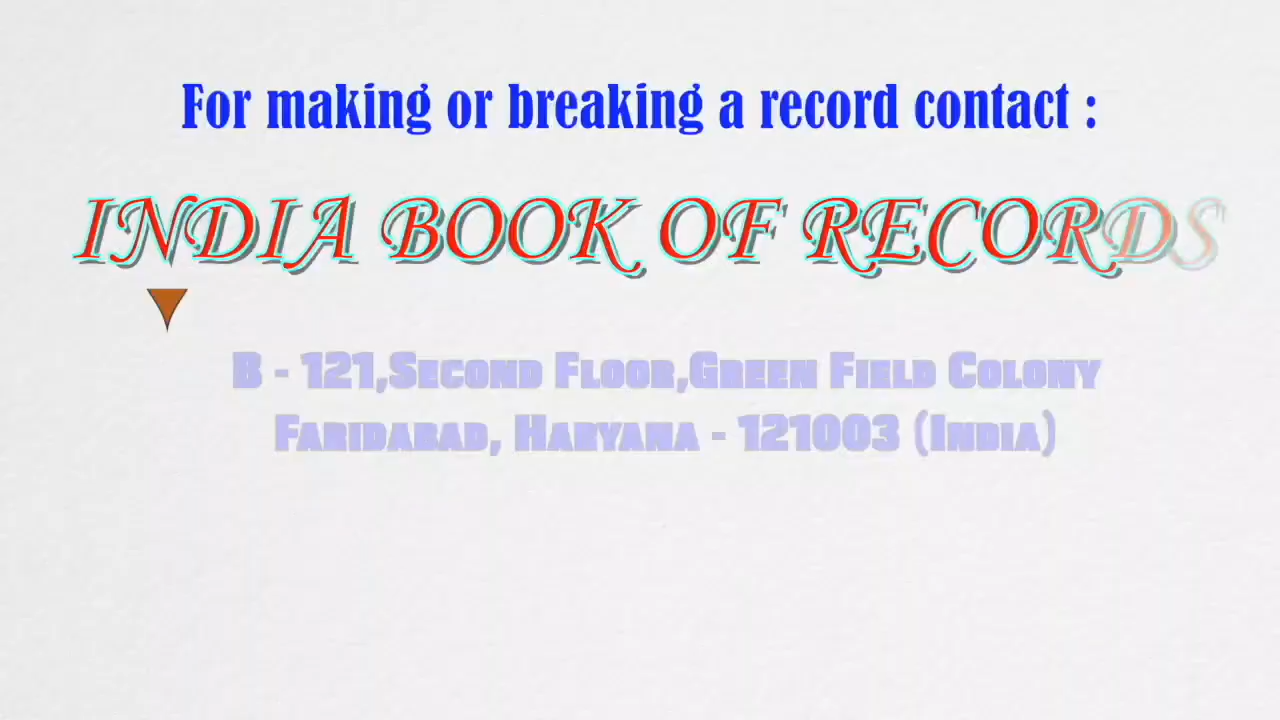 For making or breaking a record contact :
INDIA BOOK OF RECORDS
B - 121,Second Floor,Green Field Colony
Faridabad, Haryana - 121003 (India)